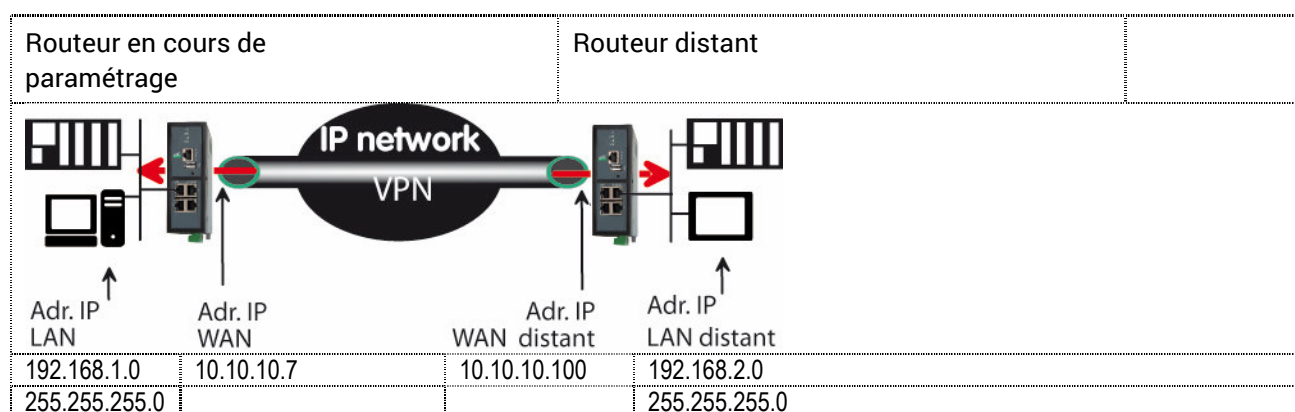 Routeur en cours de
paramétrage
Routeur distant
IP network
VPN
Adr. IP
LAN
Adr. IP
WAN
Adr. IP
WAN distant
Adr. IP
LAN distant
192.168.1.0
10.10.10.7
10.10.10.100
192.168.2.0
255.255.255.0
255.255.255.0